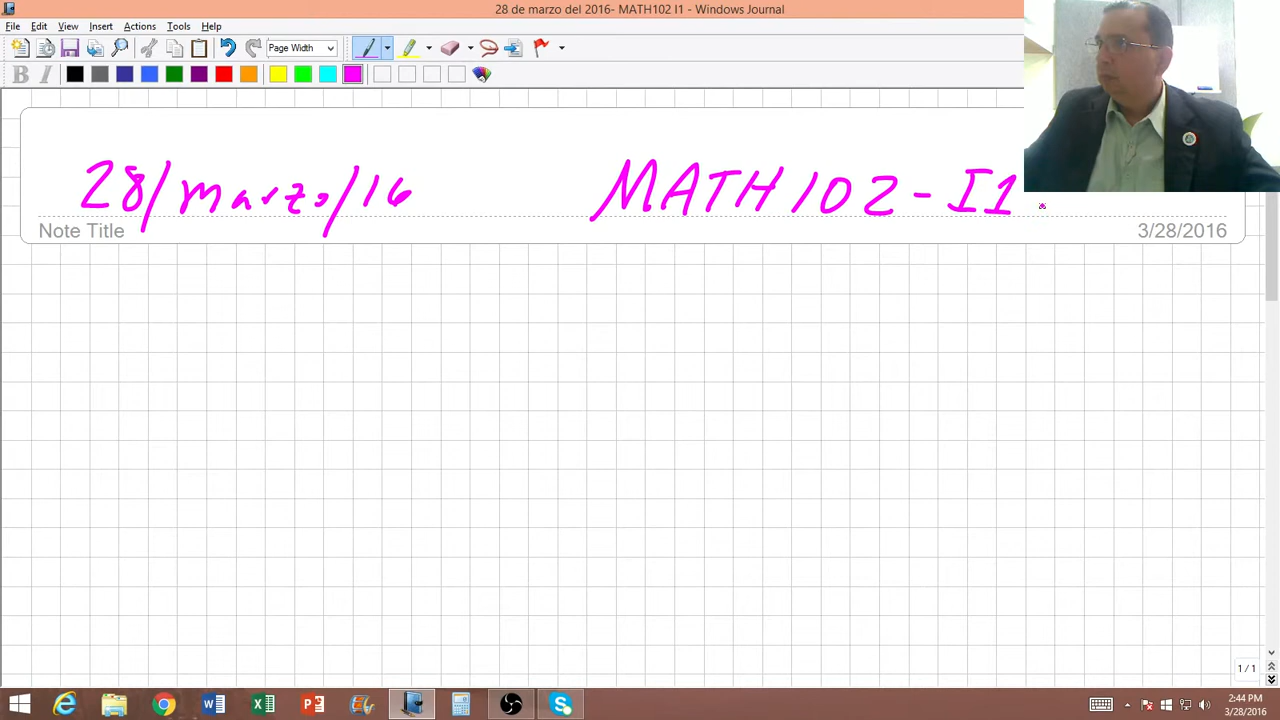 28 de marzo del 2016- MATH102 I1 - Windows Journal
File Edit View Insert Actions Tools Help
Page Width
B I
28/marzo/16 MATH 102 - I1
Note Title 3/28/2016
1 / 1
2:44 PM
3/28/2016